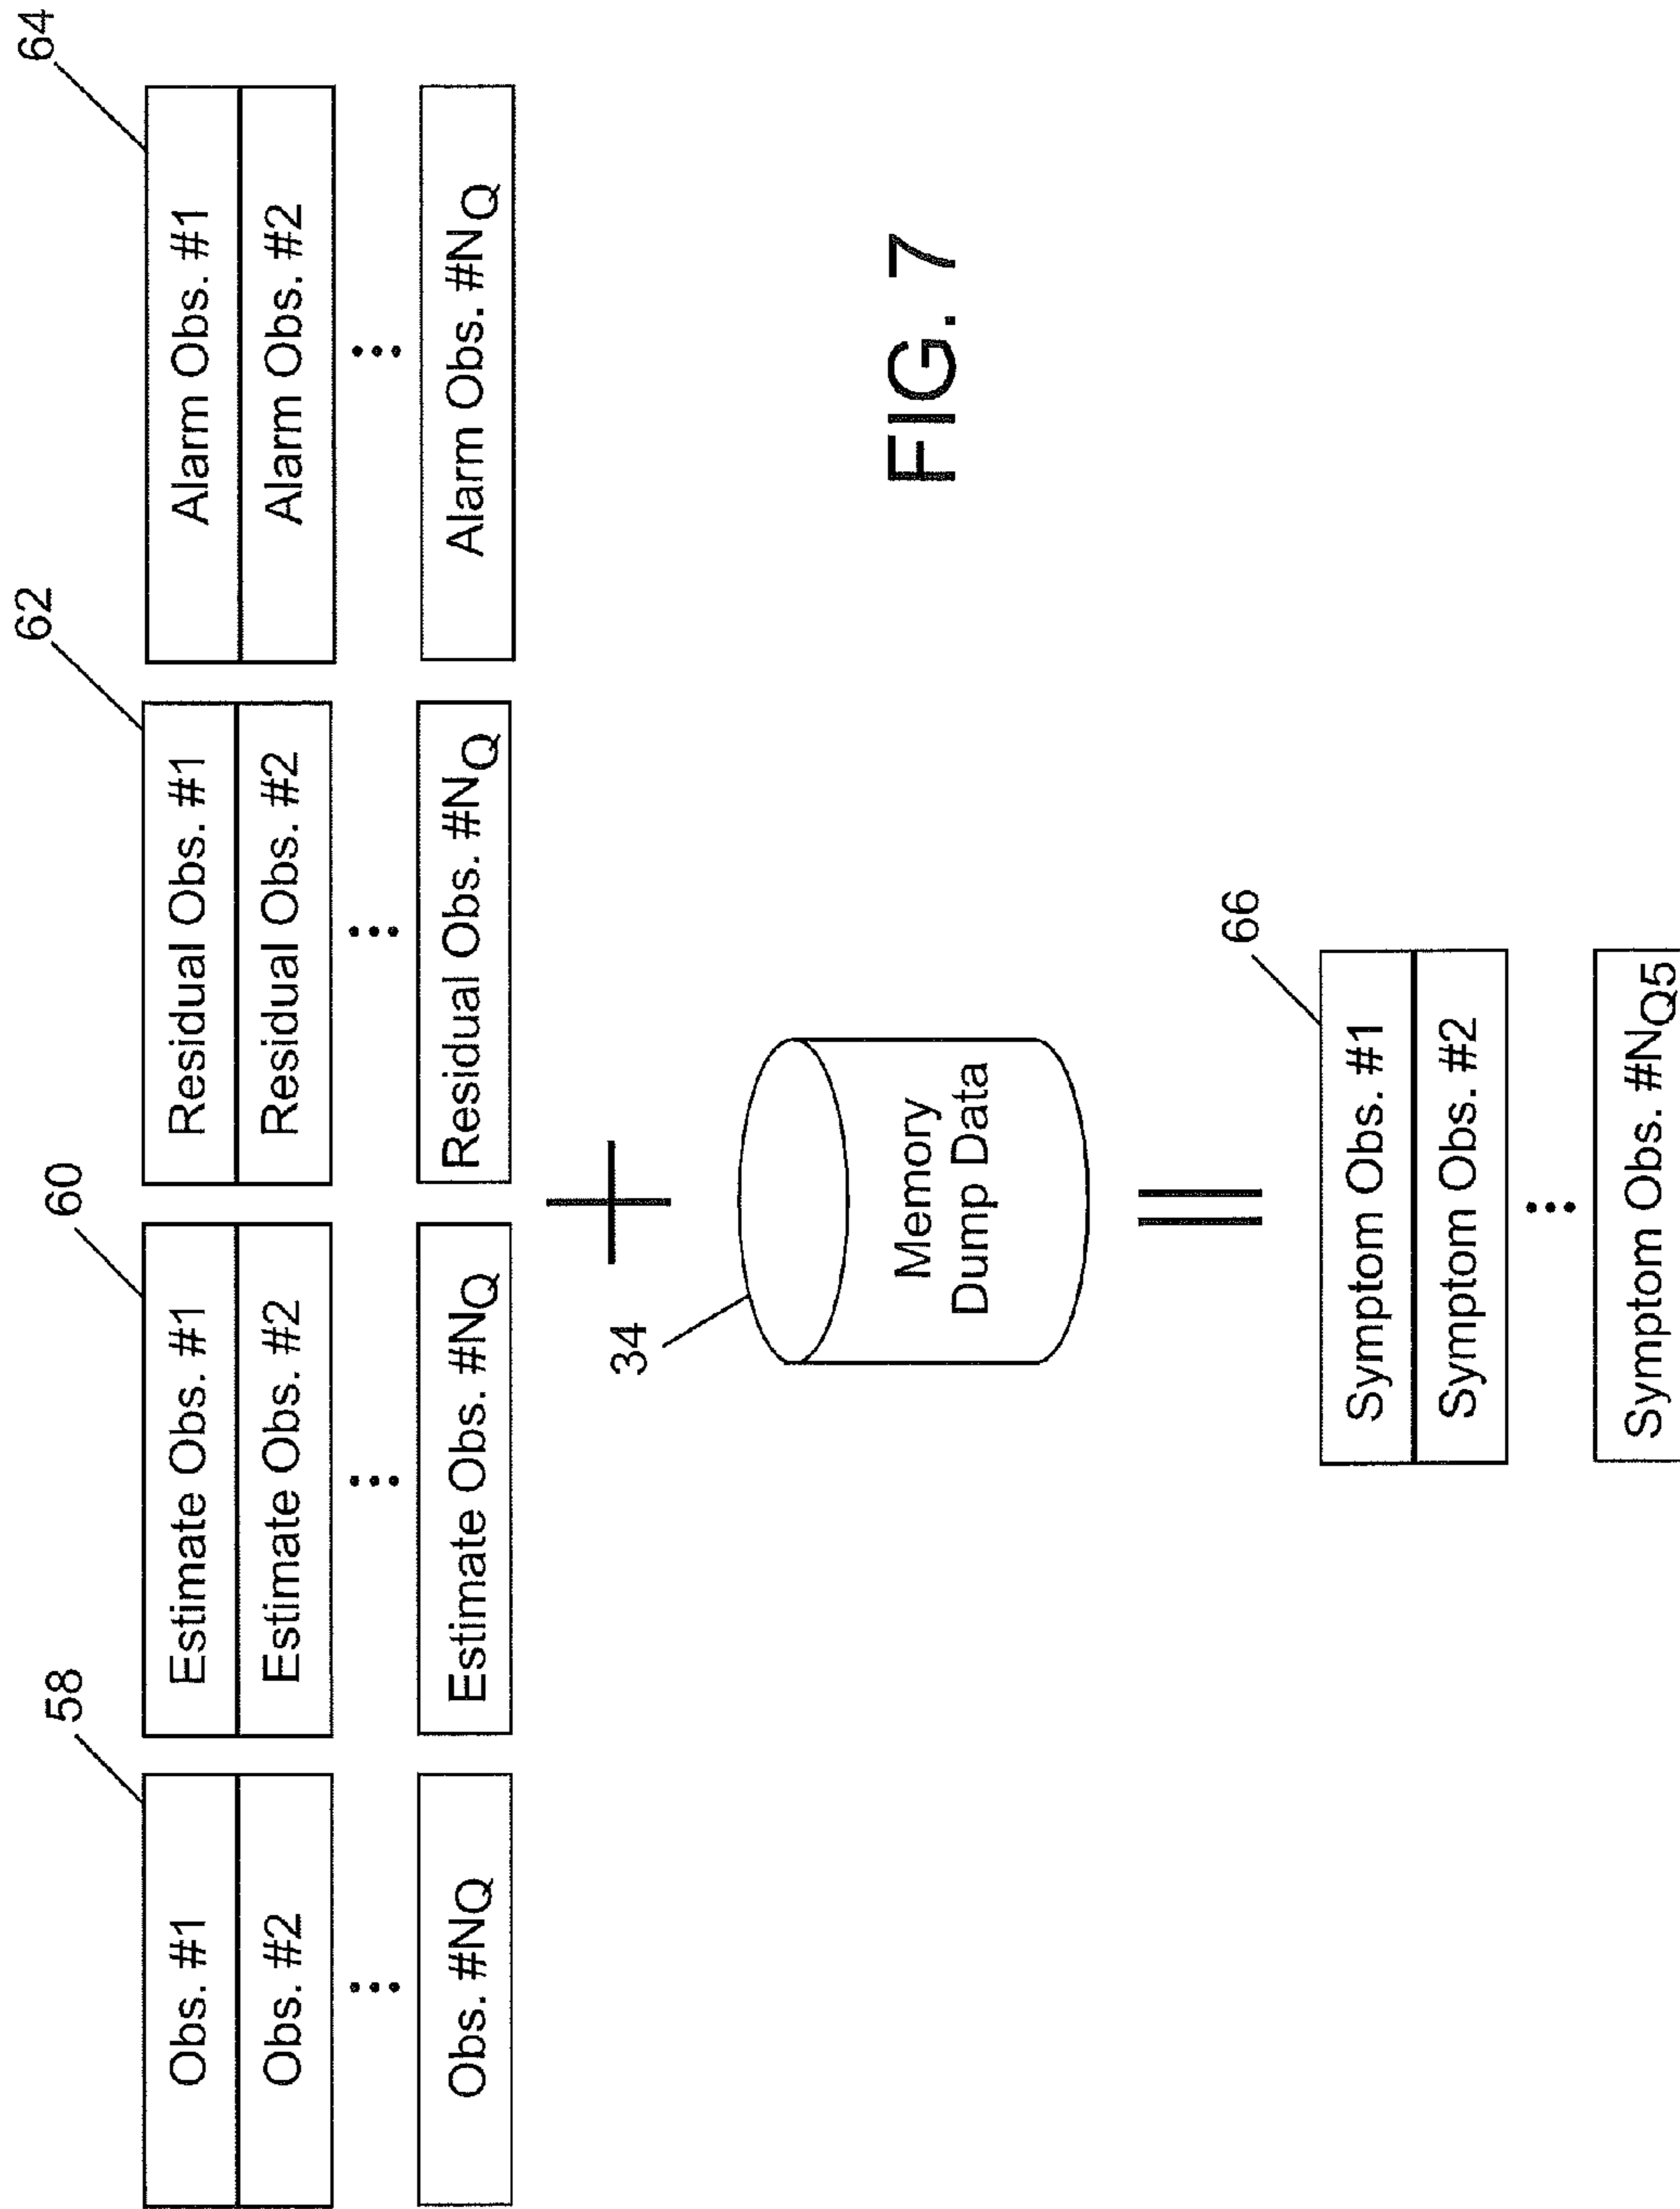 58
Obs. #1
Obs. #2
...
Obs. #NQ
60
Estimate Obs. #1
Estimate Obs. #2
...
Estimate Obs. #NQ
62
Residual Obs. #1
Residual Obs. #2
...
Residual Obs. #NQ
64
Alarm Obs. #1
Alarm Obs. #2
...
Alarm Obs. #NQ
+
34
Memory
Dump Data
=
66
Symptom Obs. #1
Symptom Obs. #2
...
Symptom Obs. #NQ5
FIG. 7